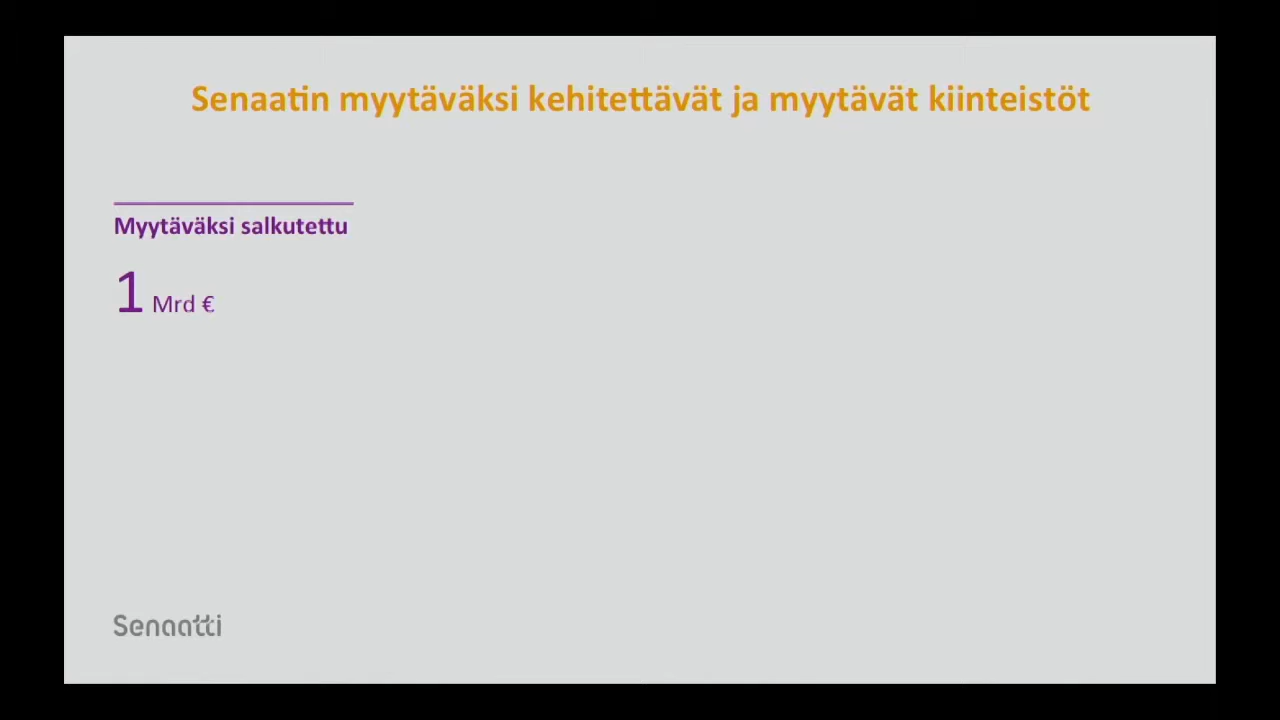 Senaatin myytäväksi kehitettävät ja myytävät kiinteistöt
Myytäväksi salkutettu
1 Mrd €
Senaatti